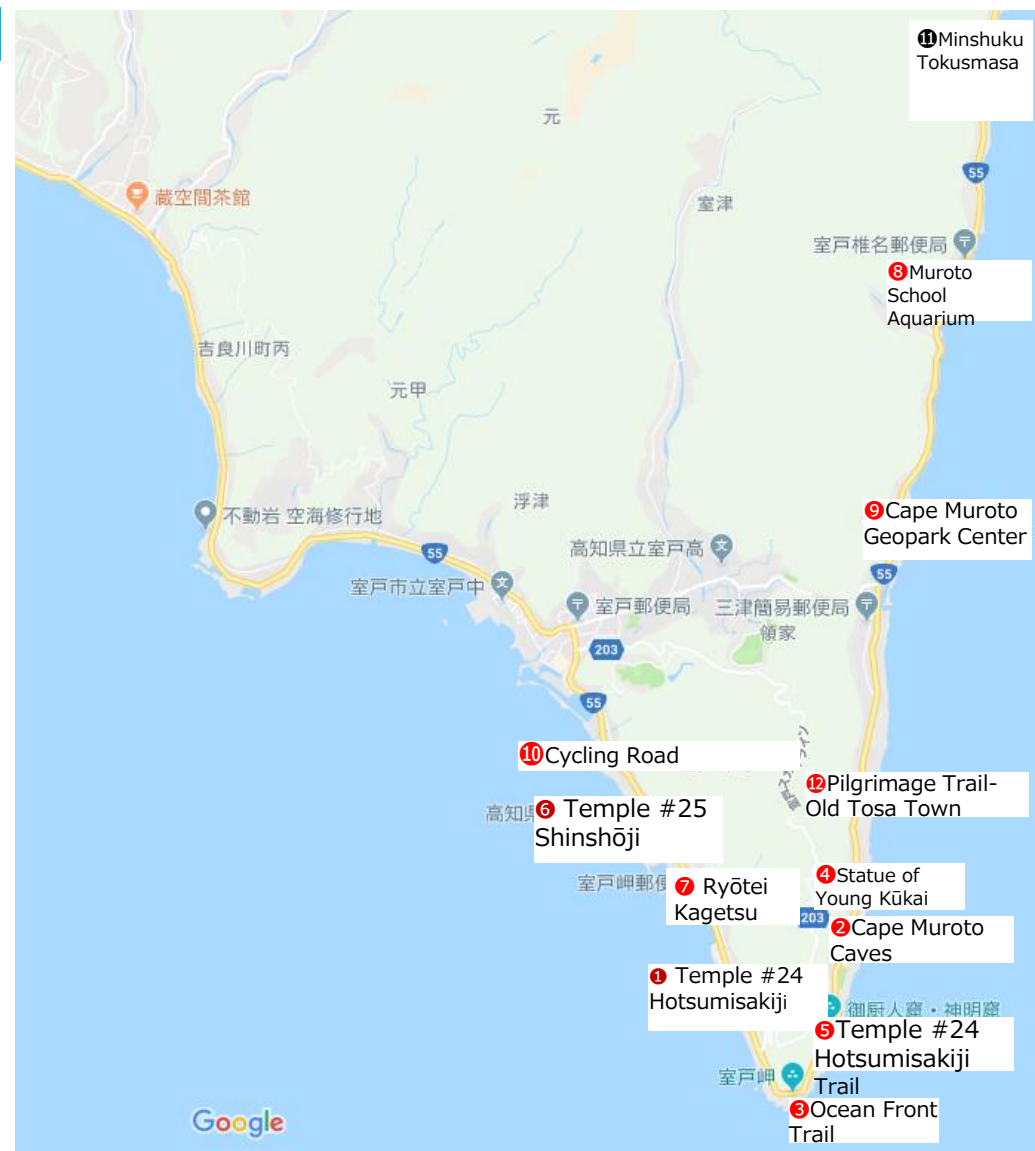 ⓫Minshuku
Tokusmasa
元
55
蔵空間茶館
室津
室戸椎名郵便局
❽Muroto
School
Aquarium
吉良川町丙
元甲
浮津
❾Cape Muroto
Geopark Center
不動岩 空海修行地
高知県立室戸高
55
55
室戸市立室戸中
室戸郵便局
三津簡易郵便局
領家
203
55
❿Cycling Road
⓬Pilgrimage Trail-
Old Tosa Town
高知県
❻ Temple #25
Shinshōji
❹Statue of
Young Kūkai
室戸岬郵便
❼ Ryōtei
Kagetsu
203
❷Cape Muroto
Caves
❶ Temple #24
Hotsumisakiji
御厨人窟・神明窟
❺Temple #24
Hotsumisakiji
Trail
室戸岬
❸Ocean Front
Trail
Google